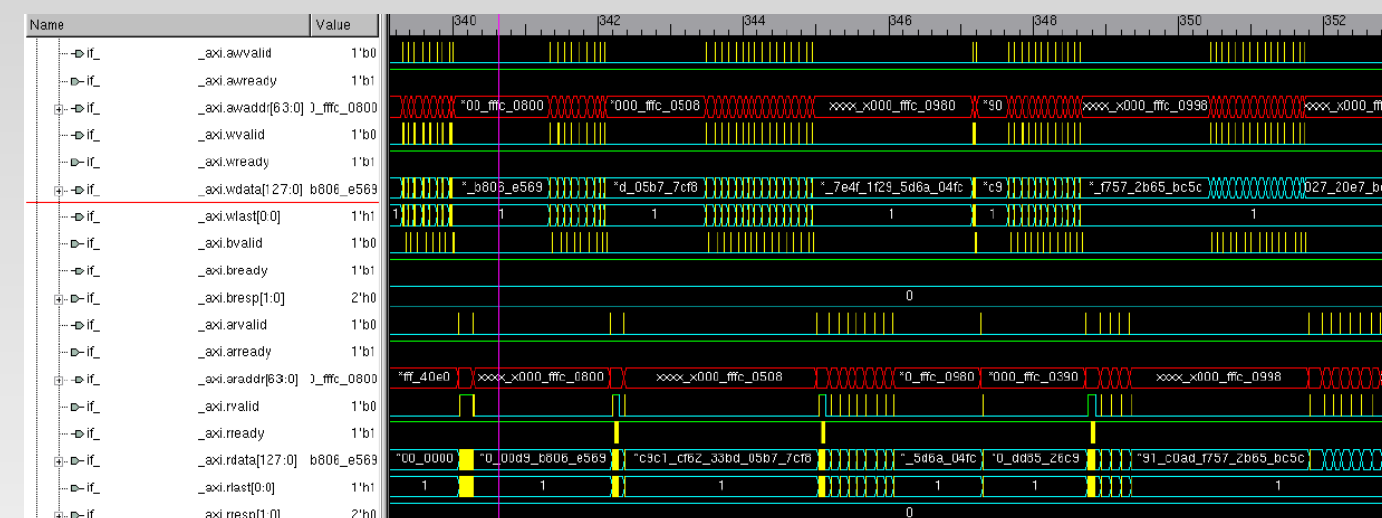 Name Value 340 342 344 346 348 350 352
if_ _axi.awvalid 1'b0
if_ _axi.awready 1'b1
if_ _axi.awaddr[63:0] 0_fffc_0800 *00_fffc_0800 *000_fffc_0508 xxxx_x000_fffc_0980 *90 xxxx_x000_fffc_0998 xxxx_x000_ff
if_ _axi.wvalid 1'b0
if_ _axi.wready 1'b1
if_ _axi.wdata[127:0] b806_e569 *_b806_e569 *d_05b7_7cf8 *_7e4f_1f29_5d6a_04fc *c9 *_f757_2b65_bc5c 027_20e7_b
if_ _axi.wlast[0:0] 1'h1 1 1 1 1 1 1
if_ _axi.bvalid 1'b0
if_ _axi.bready 1'b1
if_ _axi.bresp[1:0] 2'h0 0
if_ _axi.arvalid 1'b0
if_ _axi.arready 1'b1
if_ _axi.araddr[63:0] 0_fffc_0800 *ff_40e0 xxxx_x000_fffc_0800 xxxx_x000_fffc_0508 *0_fffc_0980 *000_fffc_0390 xxxx_x000_fffc_0998
if_ _axi.rvalid 1'b0
if_ _axi.rready 1'b1
if_ _axi.rdata[127:0] b806_e569 *00_0000 *0_00d9_b806_e569 *c9c1_cf62_33bd_05b7_7cf8 *_5d6a_04fc *0_dd85_26c9 *91_c0ad_f757_2b65_bc5c
if_ _axi.rlast[0:0] 1'h1 1 1 1 1 1 1
if_ _axi.rresp[1:0] 2'h0 0